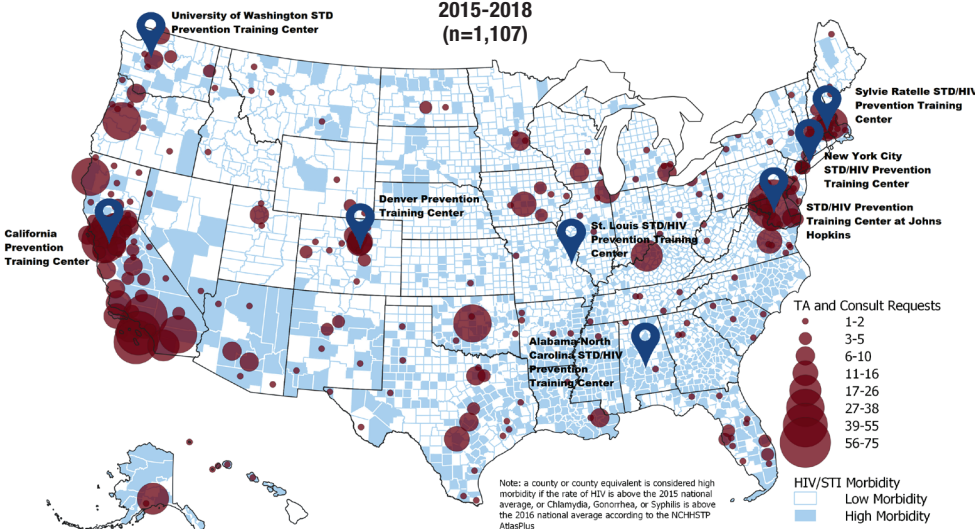 2015-2018
(n=1,107)
University of Washington STD
Prevention Training Center
Sylvie Ratelle STD/HIV
Prevention Training
Center
New York City
STD/HIV Prevention
Training Center
STD/HIV Prevention
Training Center at Johns
Hopkins
Denver Prevention
Training Center
St. Louis STD/HIV
Prevention Training
Center
California
Prevention
Training Center
Alabama-North
Carolina STD/HIV
Prevention
Training Center
TA and Consult Requests
1-2
3-5
6-10
11-16
17-26
27-38
39-55
56-75
HIV/STI Morbidity
Low Morbidity
High Morbidity
Note: a county or county equivalent is considered high
morbidity if the rate of HIV is above the 2015 national
average, or Chlamydia, Gonorrhea, or Syphilis is above
the 2016 national average according to the NCHHSTP
AtlasPlus